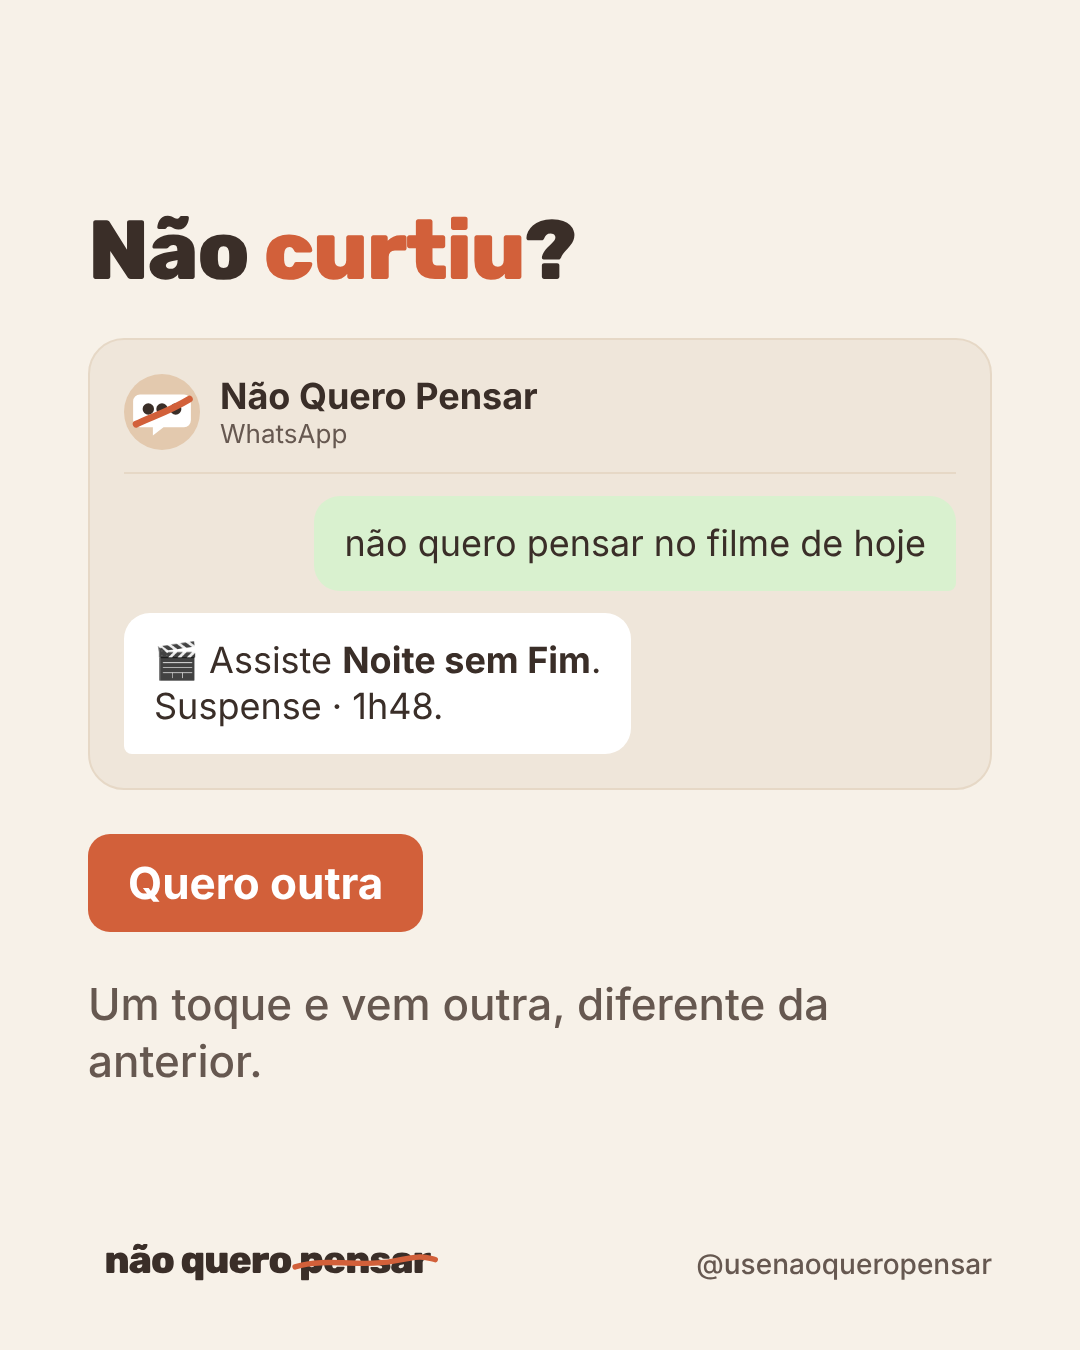 Não curtiu?
Não Quero Pensar
WhatsApp
não quero pensar no filme de hoje
🎬 Assiste Noite sem Fim.
Suspense · 1h48.
Quero outra
Um toque e vem outra, diferente da
anterior.
não quero pensar
@usenaoqueropensar